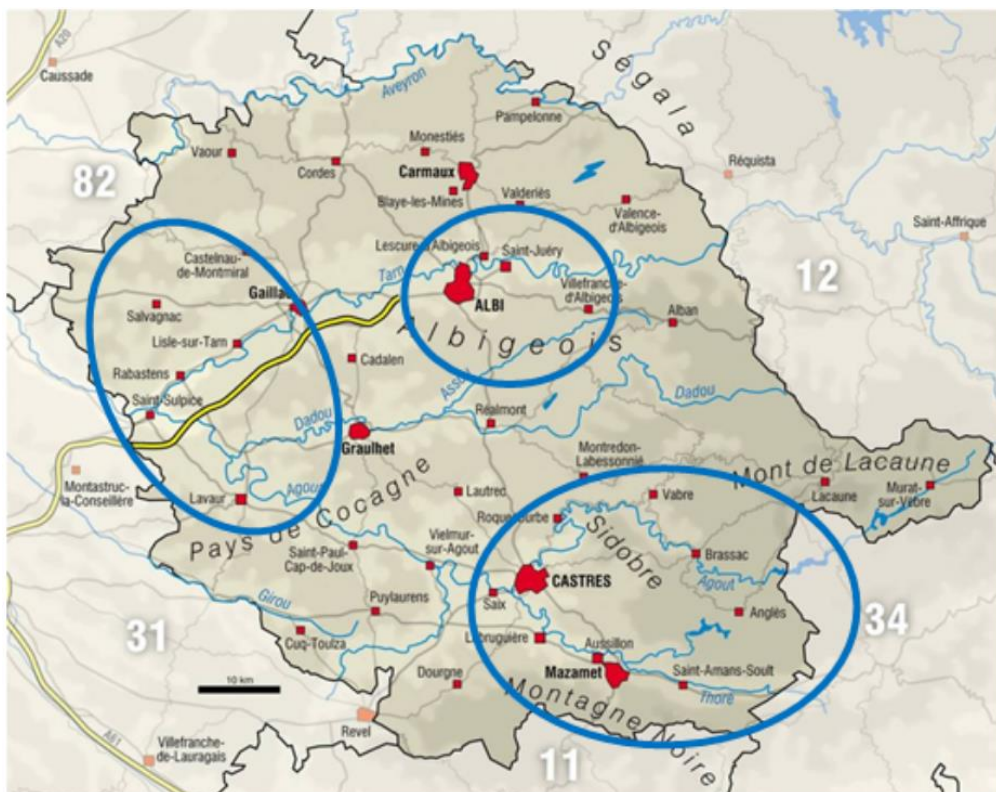 A20
Caussade
Ségala
Aveyron
Pampelonne
Monestiés
Vaour
Cordes
Carmaux
Réquista
82
Blaye-les-Mines
Valderiès
Valence-
d'Albigeois
Saint-Affrique
Lescure d'Albigeois
Saint-Juéry
Castelnau-
de-Montmiral
Tarn
Villefranche-
d'Albigeois
12
Gaillac
ALBI
Salvagnac
Albigeois
Alban
Lisle-sur-Tarn
Cadalen
Rabastens
Assou
Dadou
Saint-Sulpice
Dadou
Réalmont
Graulhet
Montredon-
Labessonnié
Mont de Lacaune
Montastruc-
la-Conseillère
Lavaur
Agout
Lautrec
Vabre
Lacaune
Murat-
sur-Vèbre
Pays de Cocagne
Roquecourbe
Sidobre
Vielmur-
sur-Agout
Saint-Paul-
Cap-de-Joux
Brassac
CASTRES
Agout
Girou
Saix
Puylaurens
Anglès
34
31
Cuq-Toulza
Labruguière
Aussillon
Mazamet
Dourgne
Saint-Amans-Soult
10 km
Montagne Noire
Thoré
Revel
A61
Villefranche-
de-Lauragais
11